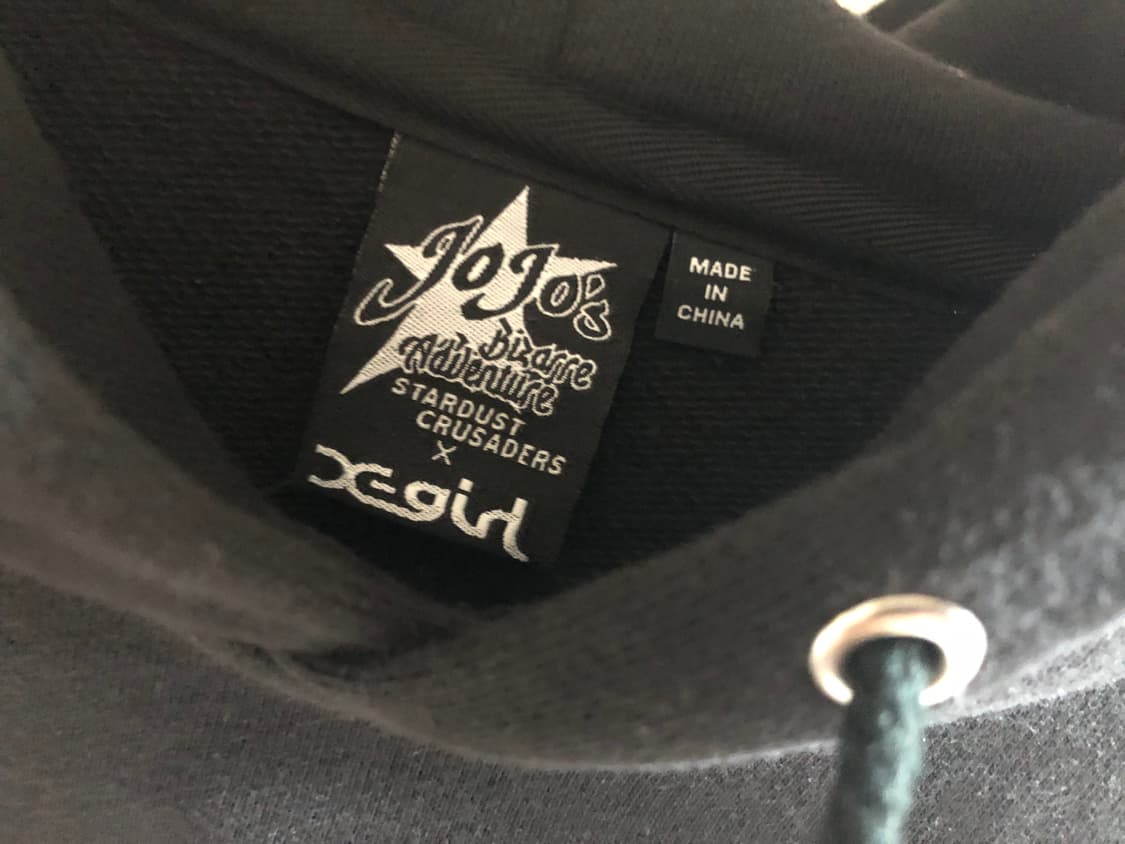 JoJo's
Bizarre
Adventure
STARDUST
CRUSADERS
X
X-girl
MADE
IN
CHINA